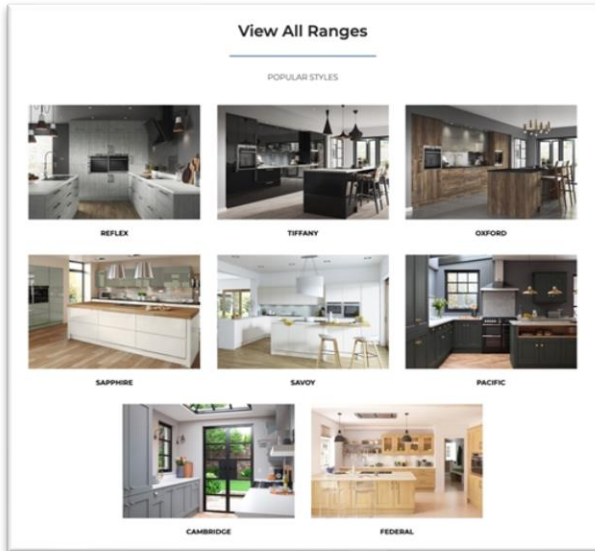 View All Ranges
POPULAR STYLES
REFLEX
TIFFANY
OXFORD
SAPPHIRE
SAVOY
PACIFIC
CAMBRIDGE
FEDERAL